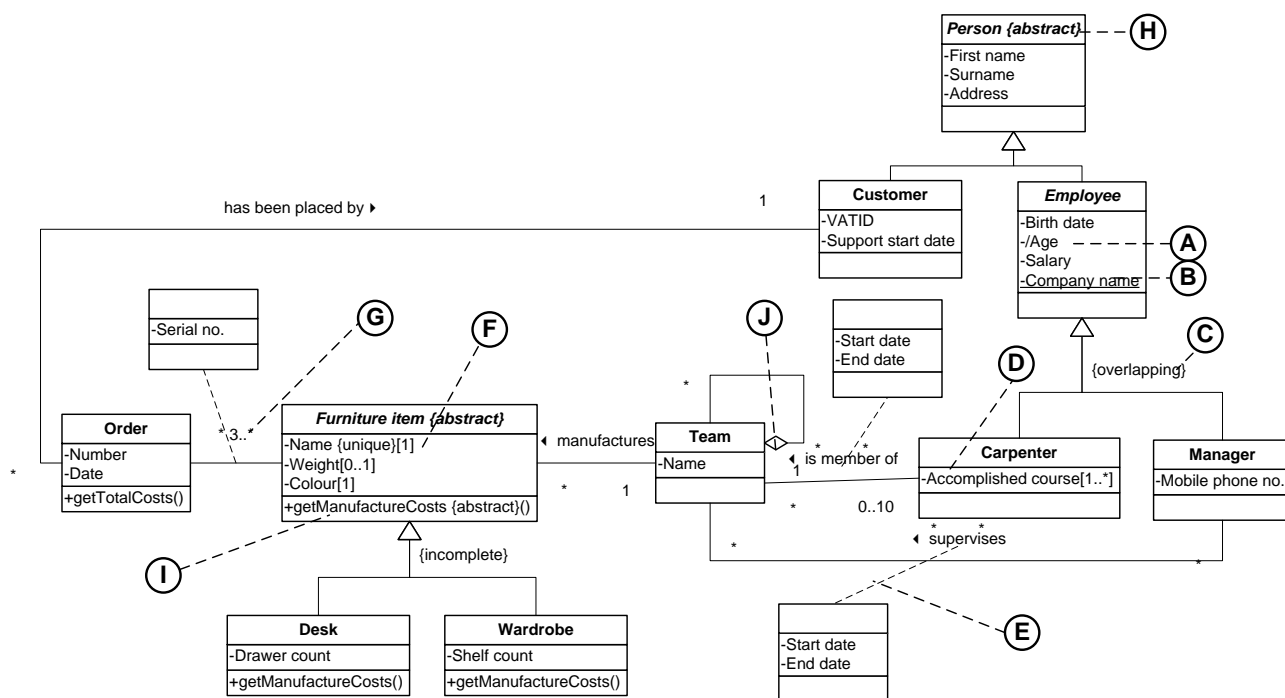 Person {abstract}
H
-First name
-Surname
-Address
Customer
-VATID
-Support start date
Employee
-Birth date
-/Age
A
-Salary
-Company name
B
has been placed by
1
-Serial no.
G
F
J
-Start date
-End date
D
{overlapping}
C
Order
-Number
-Date
+getTotalCosts()
*
* 3..*
Furniture item {abstract}
-Name {unique}[1]
-Weight[0..1]
-Colour[1]
+getManufactureCosts {abstract}()
manufactures
*
1
*
Team
-Name
1
* *
is member of
*
0..10
Carpenter
-Accomplished course[1..*]
Manager
-Mobile phone no.
* *
supervises
*
*
I
{incomplete}
Desk
-Drawer count
+getManufactureCosts()
Wardrobe
-Shelf count
+getManufactureCosts()
-Start date
-End date
E